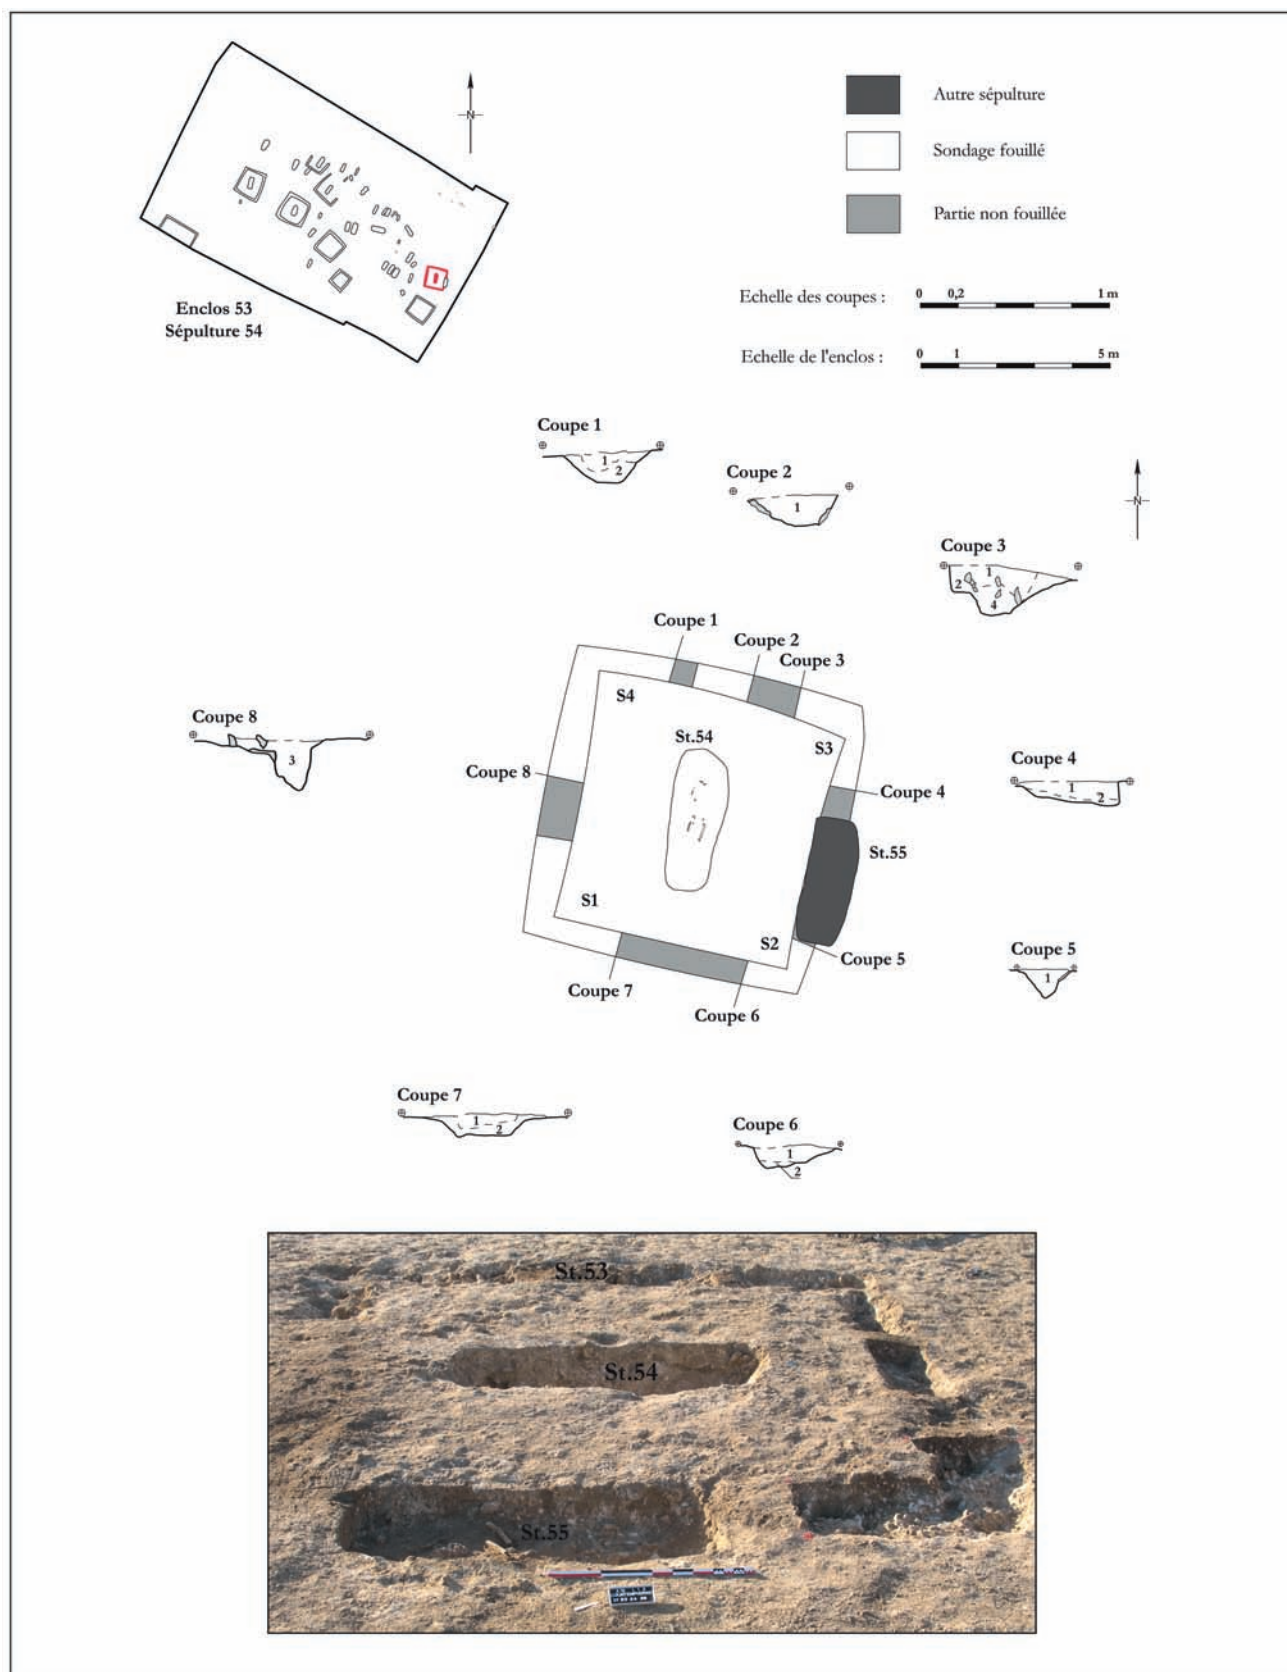 N
Enclos 53
Sépulture 54
Autre sépulture
Sondage fouillé
Partie non fouillée
Echelle des coupes :
0 0,2 1 m
Echelle de l'enclos :
0 1 5 m
Coupe 1
1
2
Coupe 2
1
N
Coupe 3
1
2
4
Coupe 1
Coupe 2
Coupe 3
S4
S3
St.54
Coupe 8
3
Coupe 8
Coupe 4
Coupe 4
1
2
St.55
S1
S2
Coupe 5
Coupe 5
1
Coupe 7
Coupe 6
Coupe 7
1
2
Coupe 6
1
2
St.53
St.54
St.55